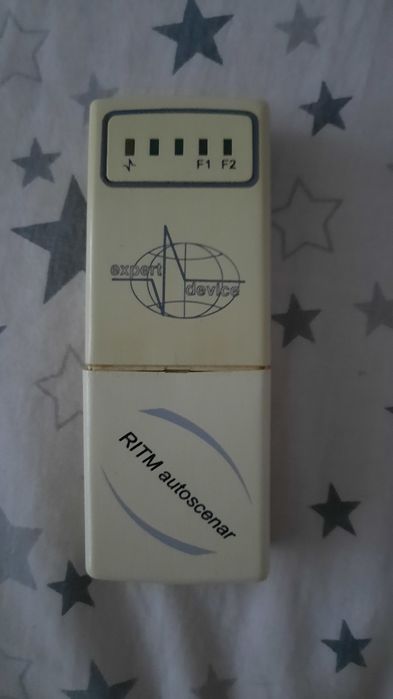 F1 F2
expert
device
RITM autoscenar